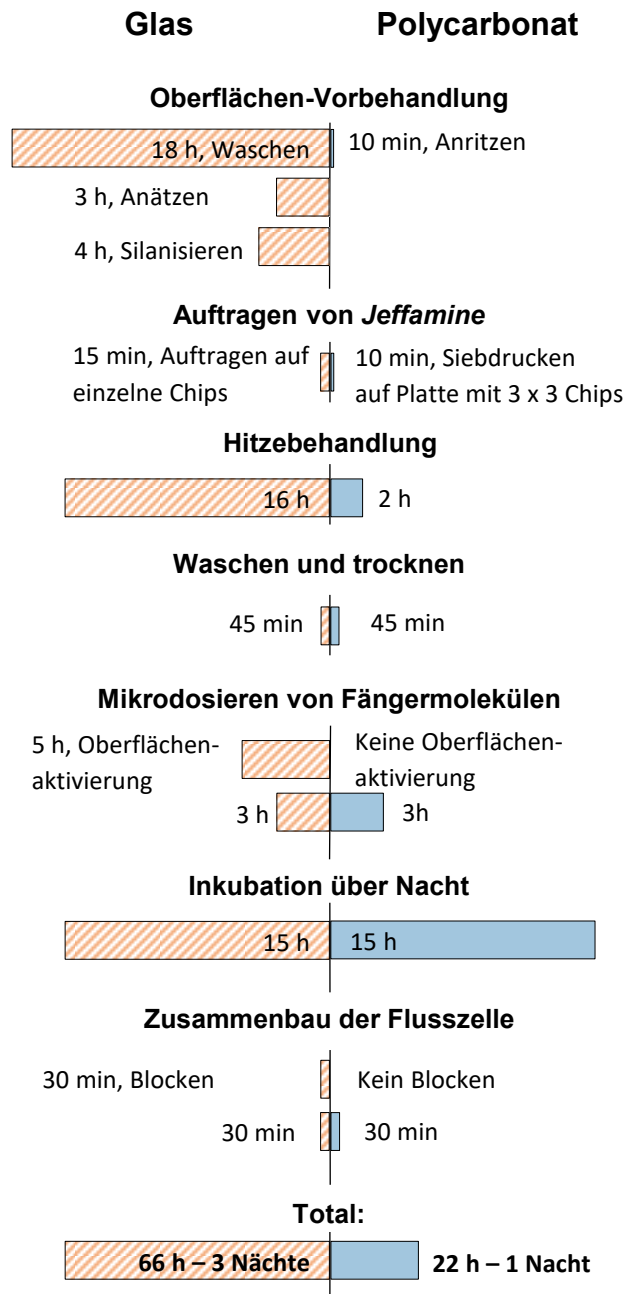 Glas
Polycarbonat
Oberflächen-Vorbehandlung
18 h, Waschen
10 min, Anritzen
3 h, Anätzen
4 h, Silanisieren
Auftragen von Jeffamine
15 min, Auftragen auf
einzelne Chips
10 min, Siebdrucken
auf Platte mit 3 x 3 Chips
Hitzebehandlung
16 h
2 h
Waschen und trocknen
45 min
45 min
Mikrodosieren von Fängermolekülen
5 h, Oberflächen-
aktivierung
Keine Oberflächen-
aktivierung
3 h
3h
Inkubation über Nacht
15 h
15 h
Zusammenbau der Flusszelle
30 min, Blocken
Kein Blocken
30 min
30 min
Total:
66 h – 3 Nächte
22 h – 1 Nacht